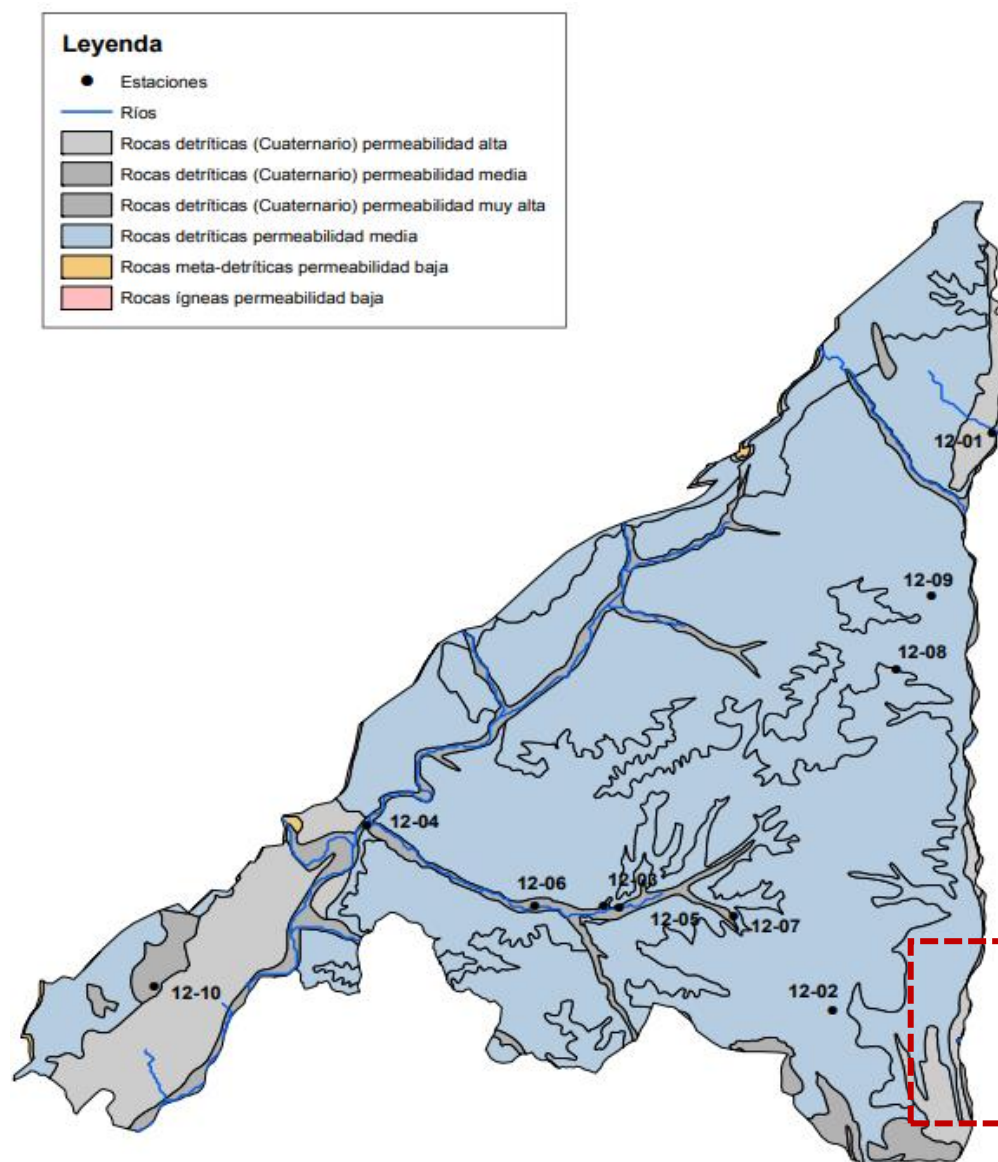 Leyenda
Estaciones
Ríos
Rocas detríticas (Cuaternario) permeabilidad alta
Rocas detríticas (Cuaternario) permeabilidad media
Rocas detríticas (Cuaternario) permeabilidad muy alta
Rocas detríticas permeabilidad media
Rocas meta-detríticas permeabilidad baja
Rocas ígneas permeabilidad baja
12-01
12-09
12-08
12-04
12-06
12-03
12-05
12-07
12-10
12-02